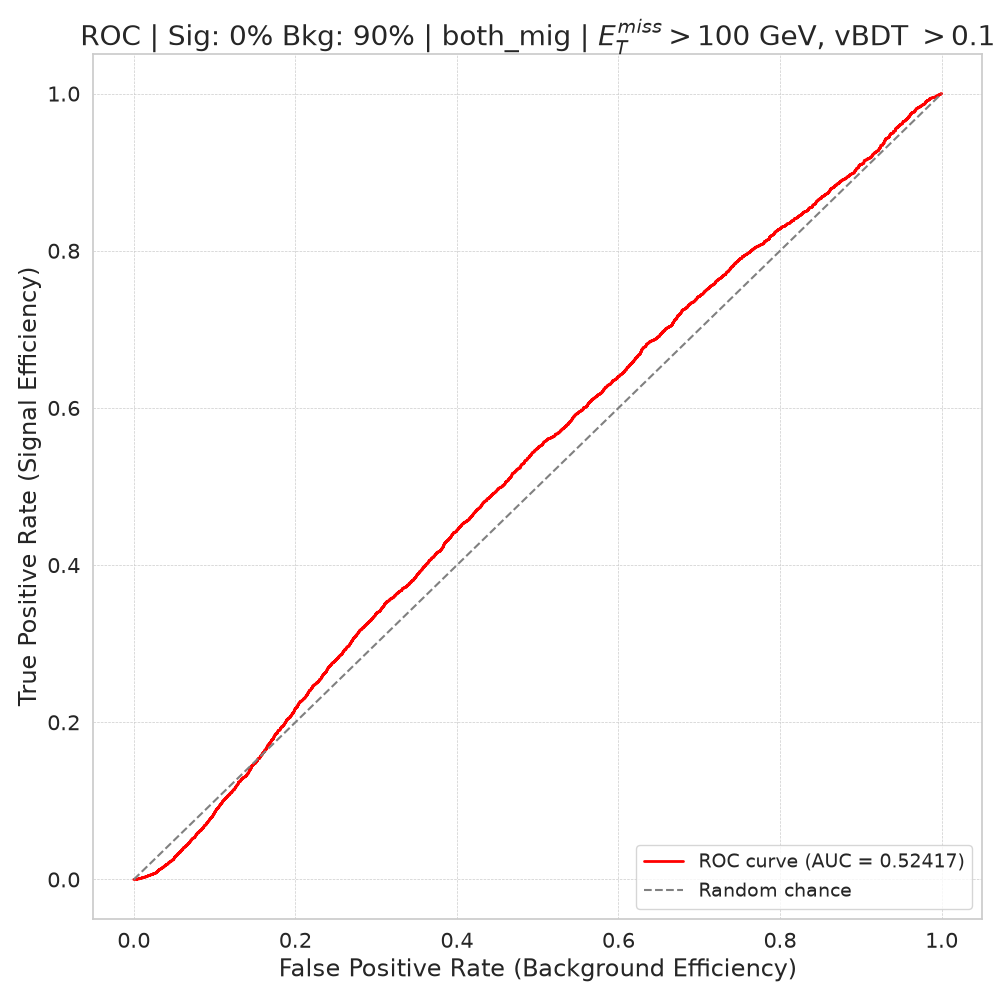 ROC | Sig: 0% Bkg: 90% | both_mig | $E_T^{miss}$ > 100 GeV, vBDT > 0.1
1.0
0.8
0.6
0.4
0.2
0.0
True Positive Rate (Signal Efficiency)
ROC curve (AUC = 0.52417)
Random chance
0.0 0.2 0.4 0.6 0.8 1.0
False Positive Rate (Background Efficiency)